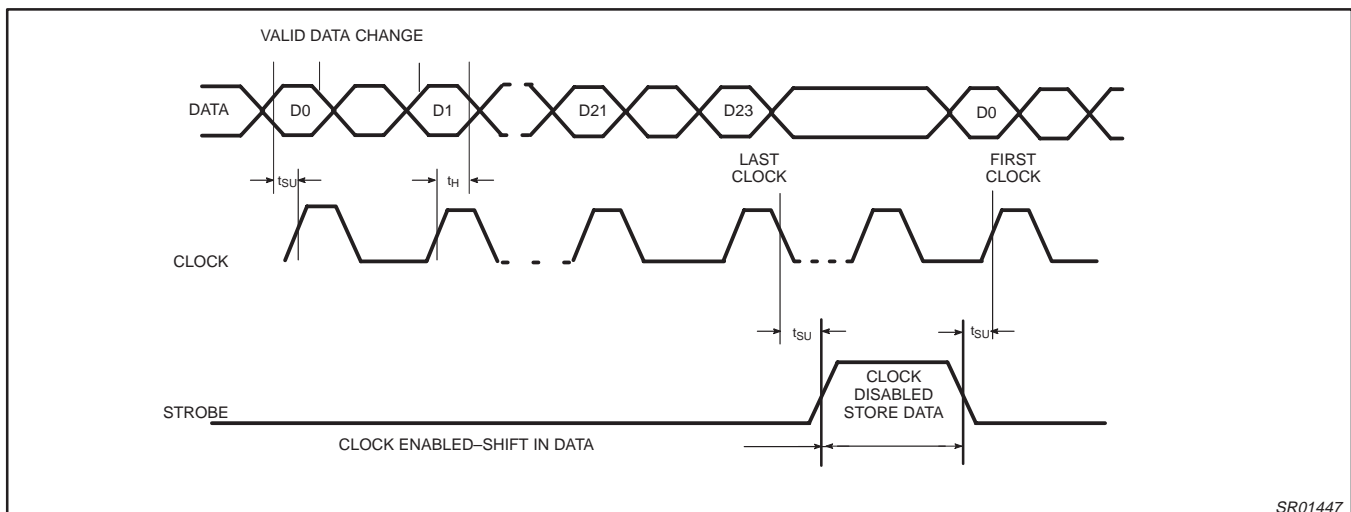 VALID DATA CHANGE
DATA
D0
D1
D21
D23
D0
LAST
CLOCK
FIRST
CLOCK
tSU
tH
CLOCK
tSU
tSU
CLOCK
DISABLED
STORE DATA
STROBE
CLOCK ENABLED–SHIFT IN DATA
SR01447